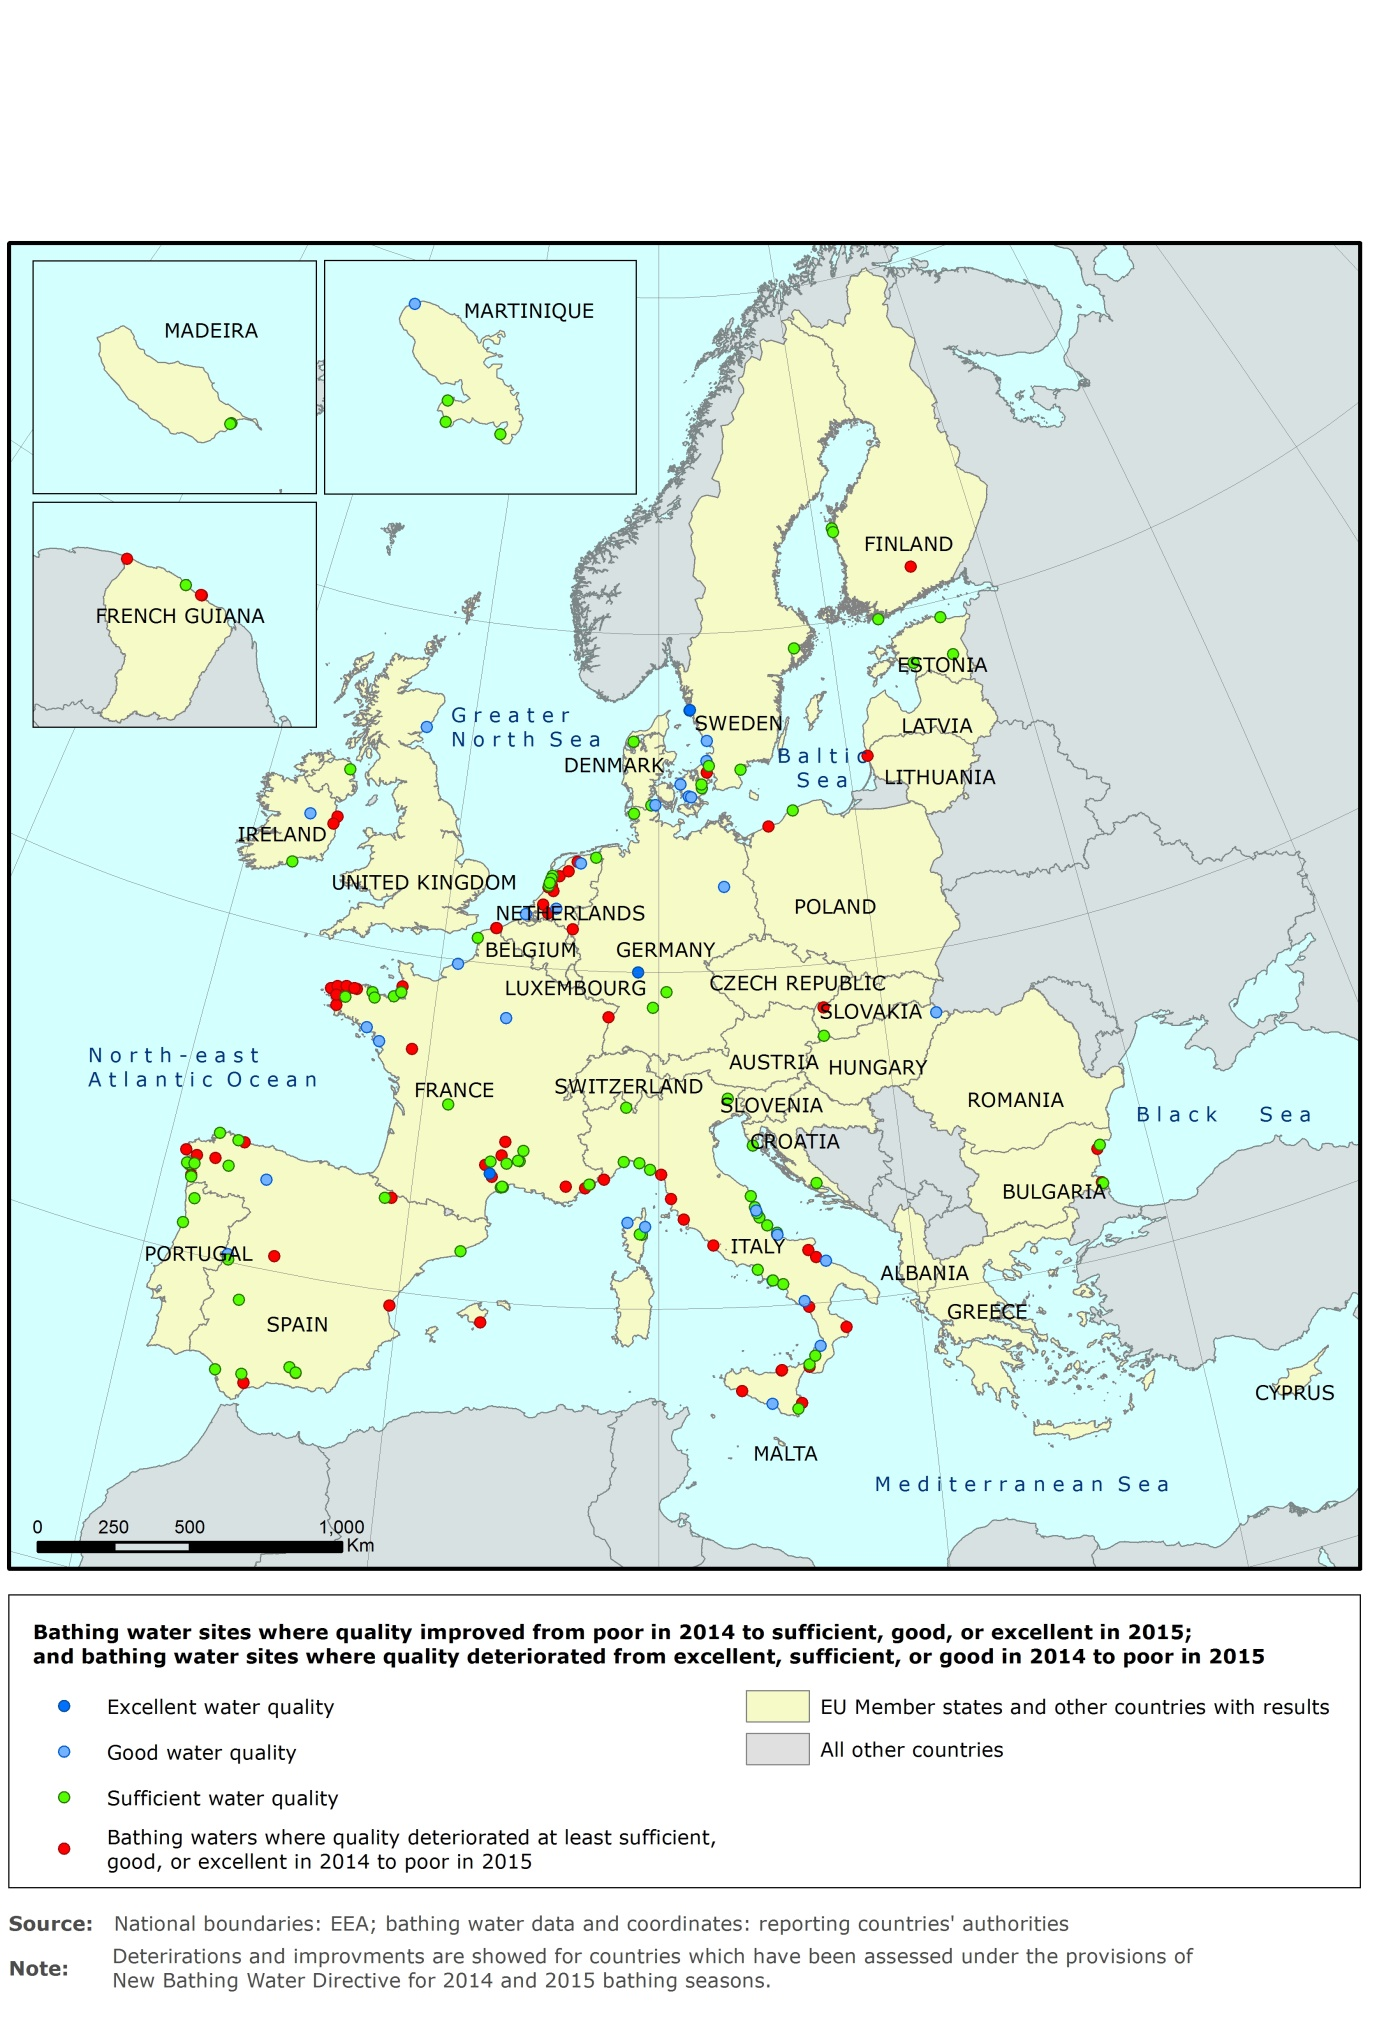 MADEIRA
MARTINIQUE
FRENCH GUIANA
FINLAND
ESTONIA
Greater
North Sea
SWEDEN
LATVIA
Baltic
Sea
DENMARK
LITHUANIA
IRELAND
UNITED KINGDOM
NETHERLANDS
POLAND
BELGIUM
GERMANY
LUXEMBOURG
CZECH REPUBLIC
SLOVAKIA
North-east
Atlantic Ocean
AUSTRIA
HUNGARY
FRANCE
SWITZERLAND
SLOVENIA
ROMANIA
Black Sea
CROATIA
BULGARIA
PORTUGAL
ITALY
ALBANIA
GREECE
SPAIN
CYPRUS
MALTA
Mediterranean Sea
0 250 500 1,000
Km
Bathing water sites where quality improved from poor in 2014 to sufficient, good, or excellent in 2015;
and bathing water sites where quality deteriorated from excellent, sufficient, or good in 2014 to poor in 2015
Excellent water quality
Good water quality
Sufficient water quality
Bathing waters where quality deteriorated at least sufficient,
good, or excellent in 2014 to poor in 2015
EU Member states and other countries with results
All other countries
Source: National boundaries: EEA; bathing water data and coordinates: reporting countries' authorities
Note: Deterirations and improvments are showed for countries which have been assessed under the provisions of
New Bathing Water Directive for 2014 and 2015 bathing seasons.